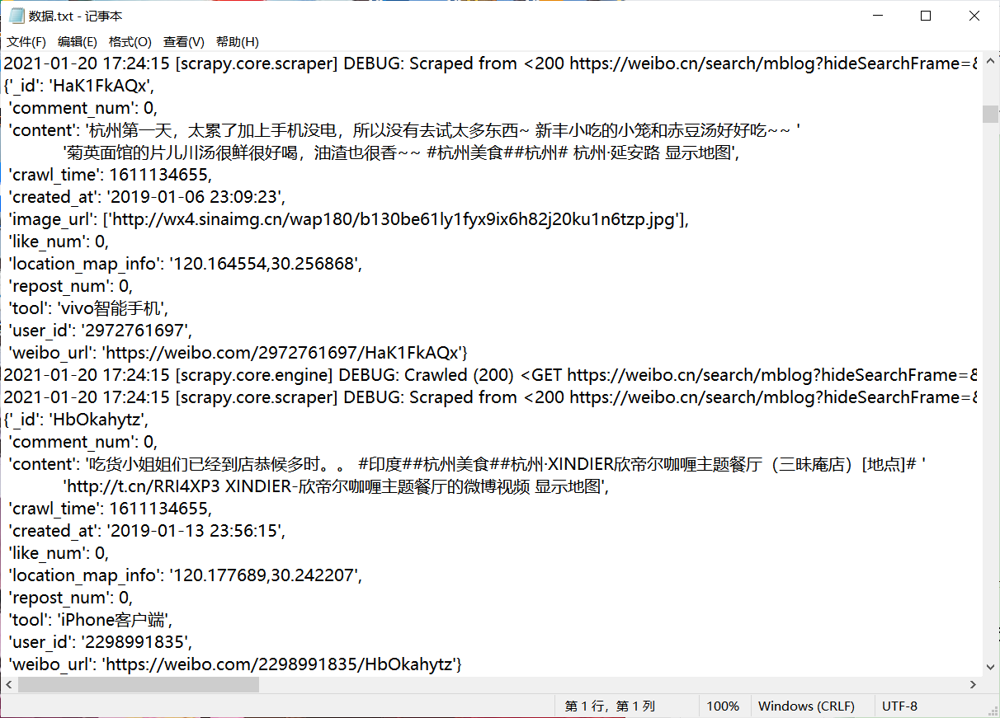 数据.txt - 记事本
文件(F) 编辑(E) 格式(O) 查看(V) 帮助(H)
2021-01-20 17:24:15 [scrapy.core.scraper] DEBUG: Scraped from <200 https://weibo.cn/search/mblog?hideSearchFrame=&
{'_id': 'HaK1FkAQx',
'comment_num': 0,
'content': '杭州第一天，太累了加上手机没电，所以没有去试太多东西~ 新丰小吃的小笼和赤豆汤好好吃~~ '
'菊英面馆的片儿川汤很鲜很好喝，油渣也很香~~ #杭州美食##杭州# 杭州·延安路 显示地图',
'crawl_time': 1611134655,
'created_at': '2019-01-06 23:09:23',
'image_url': ['http://wx4.sinaimg.cn/wap180/b130be61ly1fyx9ix6h82j20ku1n6tzp.jpg'],
'like_num': 0,
'location_map_info': '120.164554,30.256868',
'repost_num': 0,
'tool': 'vivo智能手机',
'user_id': '2972761697',
'weibo_url': 'https://weibo.com/2972761697/HaK1FkAQx'}
2021-01-20 17:24:15 [scrapy.core.engine] DEBUG: Crawled (200) <GET https://weibo.cn/search/mblog?hideSearchFrame=&
2021-01-20 17:24:15 [scrapy.core.scraper] DEBUG: Scraped from <200 https://weibo.cn/search/mblog?hideSearchFrame=&
{'_id': 'HbOkahytz',
'comment_num': 0,
'content': '吃货小姐姐们已经到店恭候多时。。 #印度##杭州美食##杭州·XINDIER欣帝尔咖喱主题餐厅（三昧庵店）[地点]# '
'http://t.cn/RRI4XP3 XINDIER-欣帝尔咖喱主题餐厅的微博视频 显示地图',
'crawl_time': 1611134655,
'created_at': '2019-01-13 23:56:15',
'like_num': 0,
'location_map_info': '120.177689,30.242207',
'repost_num': 0,
'tool': 'iPhone客户端',
'user_id': '2298991835',
'weibo_url': 'https://weibo.com/2298991835/HbOkahytz'}
第 1 行，第 1 列 100% Windows (CRLF) UTF-8